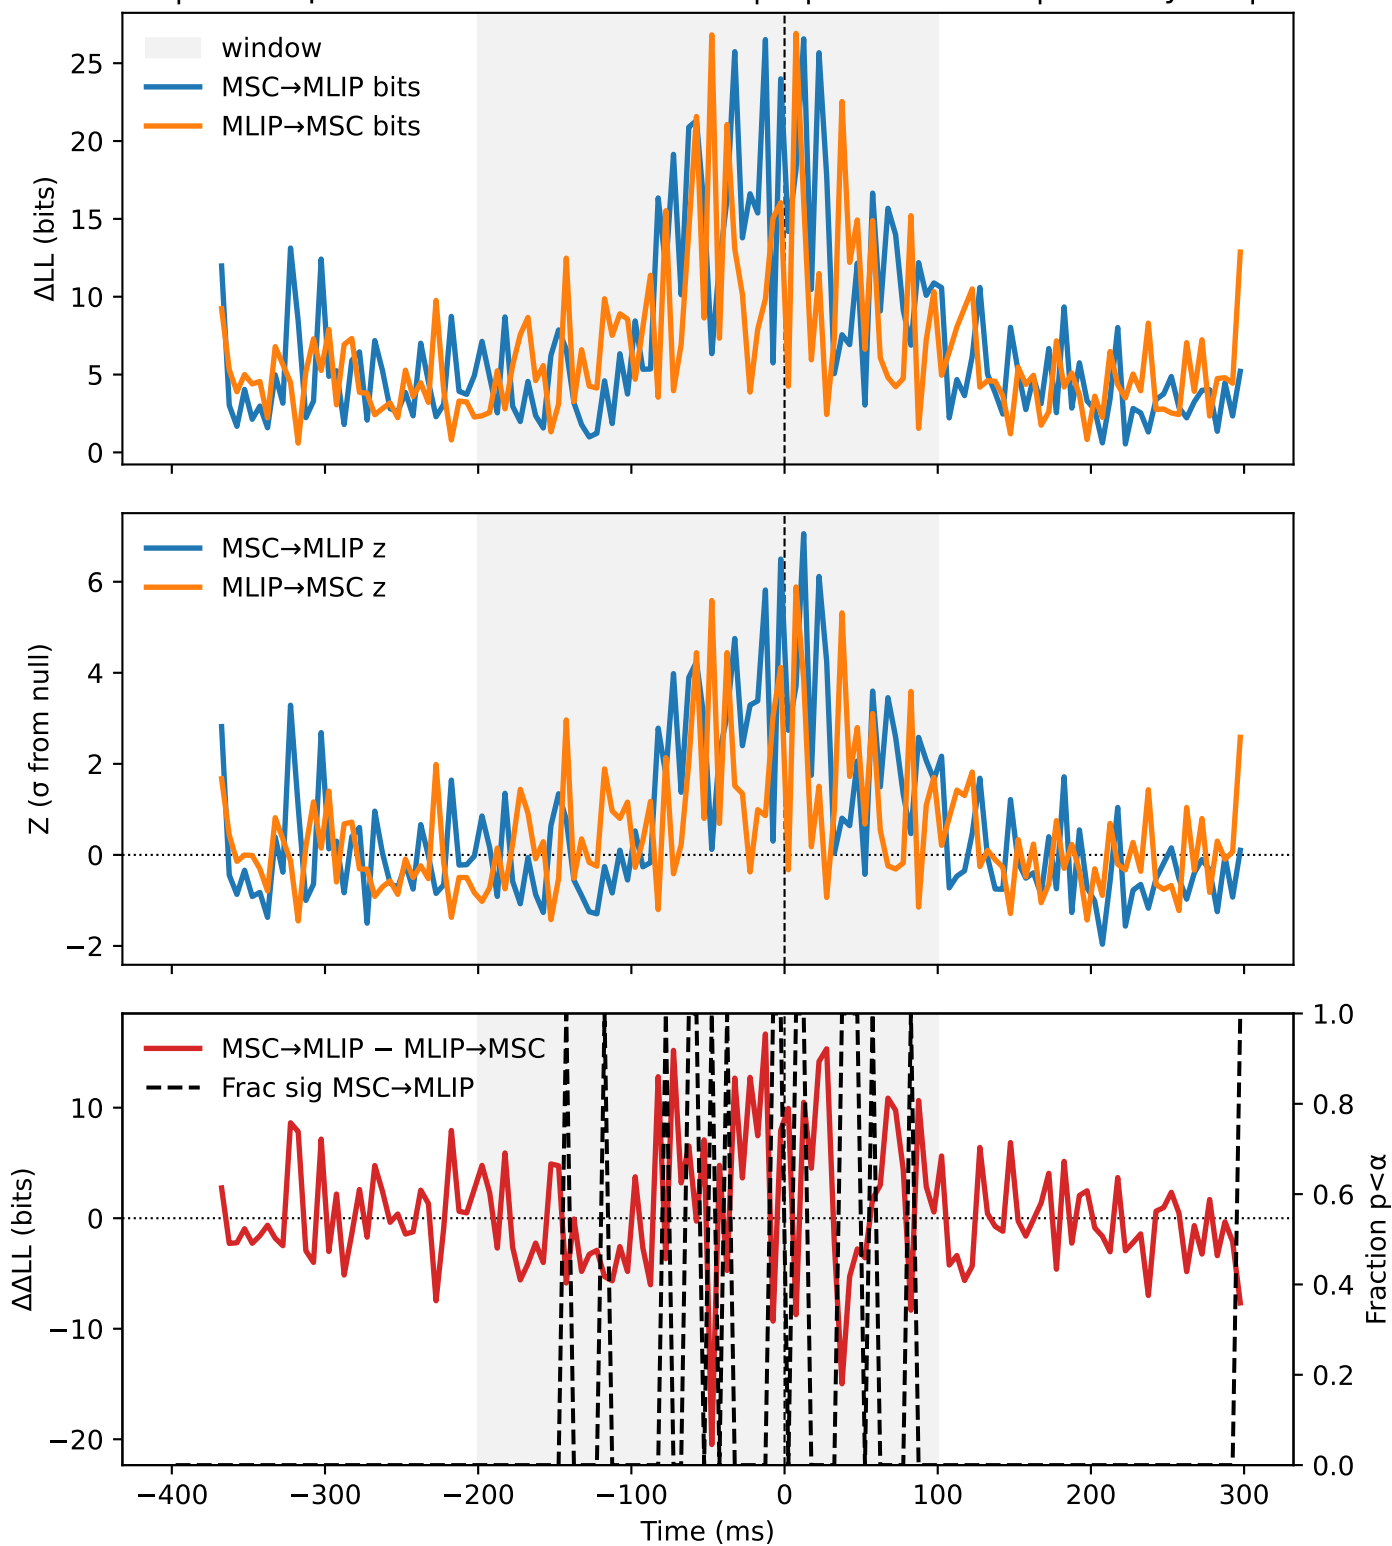 window
MSC→MLIP bits
MLIP→MSC bits
ΔLL (bits)
25
20
15
10
5
0
MSC→MLIP z
MLIP→MSC z
Z (σ from null)
6
4
2
0
−2
MSC→MLIP − MLIP→MSC
Frac sig MSC→MLIP
ΔΔLL (bits)
10
0
−10
−20
1.0
0.8
0.6
0.4
0.2
0.0
Fraction p<α
−400 −300 −200 −100 0 100 200 300
Time (ms)